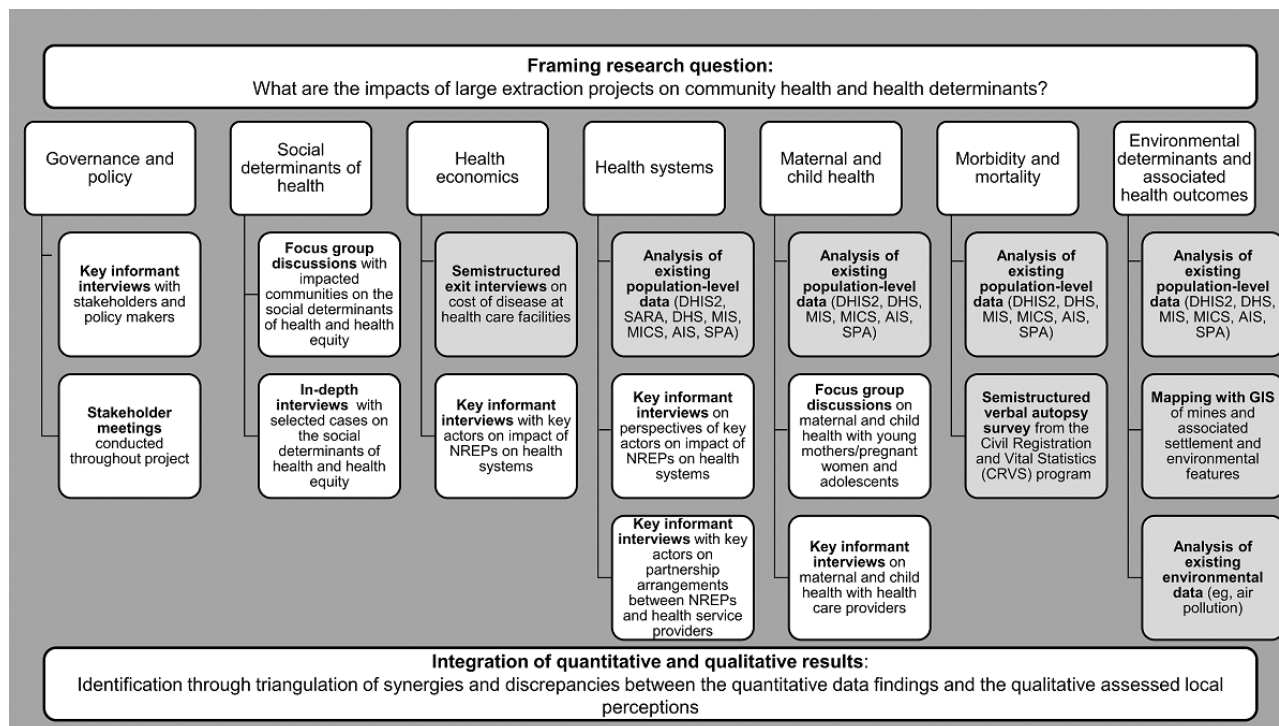 Framing research question:
What are the impacts of large extraction projects on community health and health determinants?
Governance and
policy
Key informant
interviews with
stakeholders and
policy makers
Stakeholder
meetings
conducted
throughout project
Social
determinants of
health
Focus group
discussions with
impacted
communities on the
social determinants
of health and health
equity
In-depth
interviews with
selected cases on
the social
determinants of
health and health
equity
Health
economics
Semistructured
exit interviews on
cost of disease at
health care facilities
Key informant
interviews with key
actors on impact of
NREPs on health
systems
Health systems
Analysis of
existing
population-level
data (DHIS2,
SARA, DHS, MIS,
MICS, AIS, SPA)
Key informant
interviews on
perspectives of key
actors on impact of
NREPs on health
systems
Key informant
interviews with key
actors on
partnership
arrangements
between NREPs
and health service
providers
Maternal and
child health
Analysis of
existing
population-level
data (DHIS2, DHS,
MIS, MICS, AIS,
SPA)
Focus group
discussions on
maternal and child
health with young
mothers/pregnant
women and
adolescents
Key informant
interviews on
maternal and child
health with health
care providers
Morbidity and
mortality
Analysis of
existing
population-level
data (DHIS2, DHS,
MIS, MICS, AIS,
SPA)
Semistructured
verbal autopsy
survey from the
Civil Registration
and Vital Statistics
(CRVS) program
Environmental
determinants and
associated
health outcomes
Analysis of
existing
population-level
data (DHIS2, DHS,
MIS, MICS, AIS,
SPA)
Mapping with GIS
of mines and
associated
settlement and
environmental
features
Analysis of
existing
environmental
data (eg, air
pollution)
Integration of quantitative and qualitative results:
Identification through triangulation of synergies and discrepancies between the quantitative data findings and the qualitative assessed local
perceptions